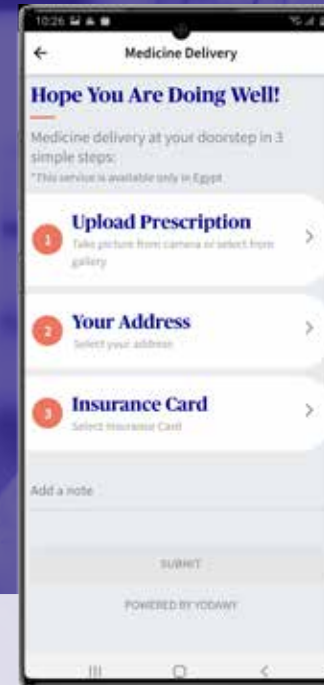 10:26
Medicine Delivery
Hope You Are Doing Well!
Medicine delivery at your doorstep in 3
simple steps:
*This service is available only in Egypt
1
Upload Prescription
Take picture from camera or select from
gallery
2
Your Address
Select your address
3
Insurance Card
Select Insurance Card
Add a note
SUBMIT
POWERED BY YODAWY